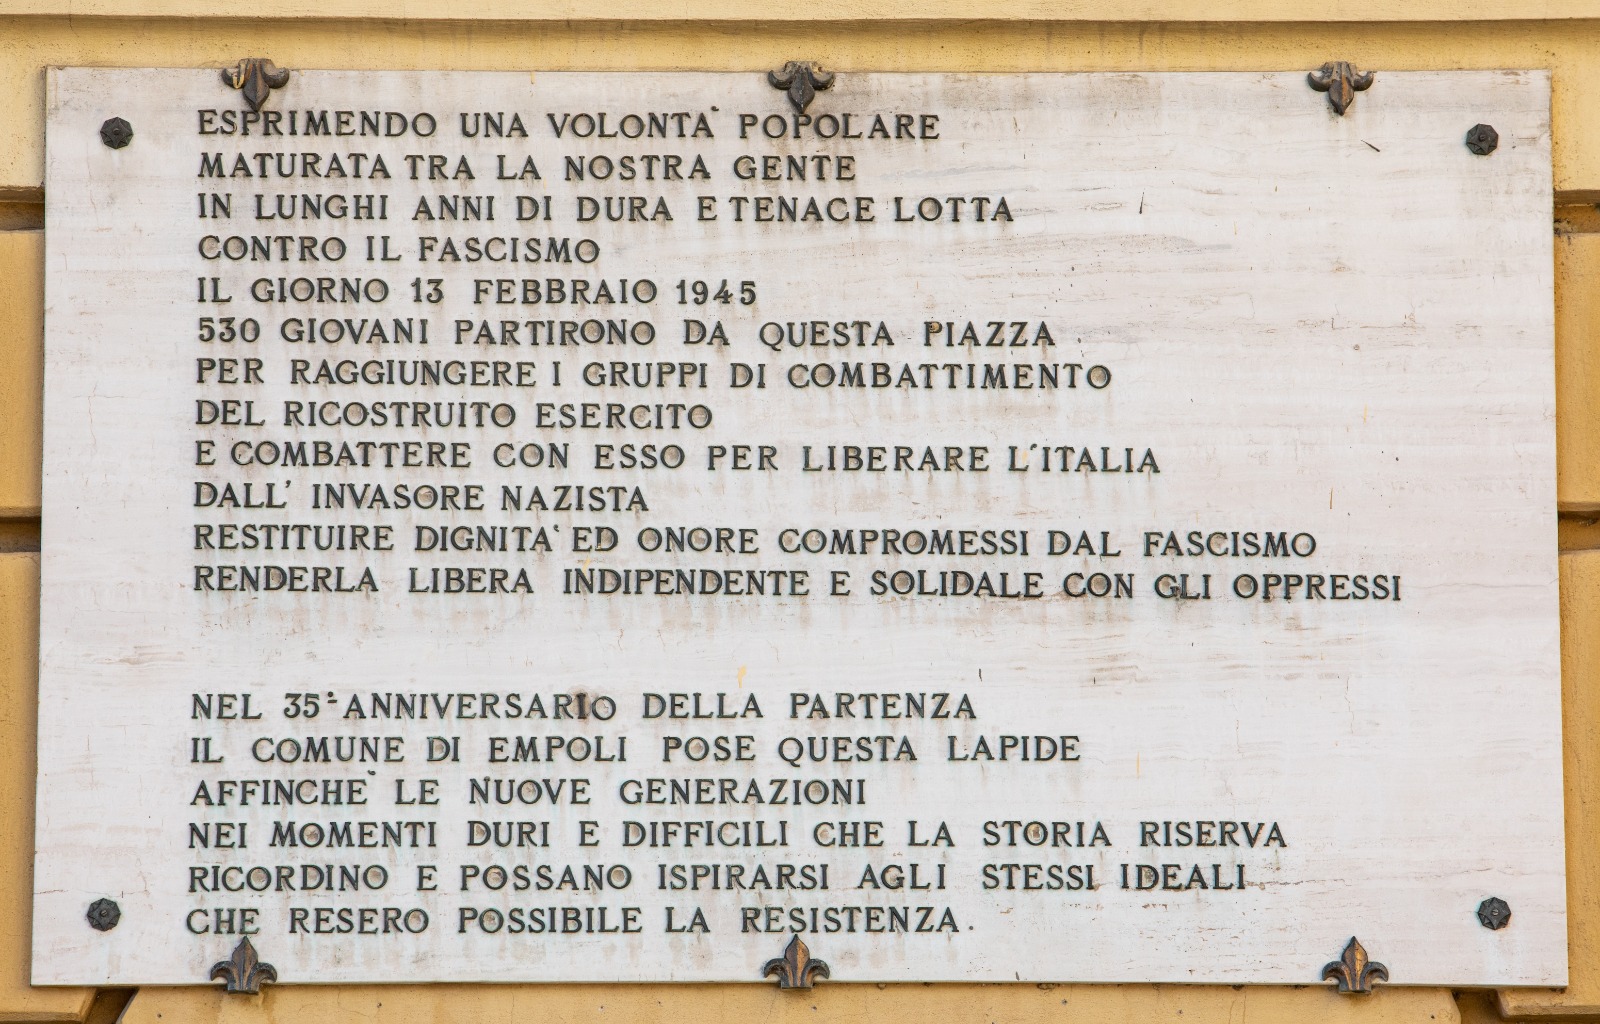 ESPRIMENDO UNA VOLONTA' POPOLARE
MATURATA TRA LA NOSTRA GENTE
IN LUNGHI ANNI DI DURA E TENACE LOTTA
CONTRO IL FASCISMO
IL GIORNO 13 FEBBRAIO 1945
530 GIOVANI PARTIRONO DA QUESTA PIAZZA
PER RAGGIUNGERE I GRUPPI DI COMBATTIMENTO
DEL RICOSTRUITO ESERCITO
E COMBATTERE CON ESSO PER LIBERARE L'ITALIA
DALL' INVASORE NAZISTA
RESTITUIRE DIGNITA' ED ONORE COMPROMESSI DAL FASCISMO
RENDERLA LIBERA INDIPENDENTE E SOLIDALE CON GLI OPPRESSI
NEL 35° ANNIVERSARIO DELLA PARTENZA
IL COMUNE DI EMPOLI POSE QUESTA LAPIDE
AFFINCHE' LE NUOVE GENERAZIONI
NEI MOMENTI DURI E DIFFICILI CHE LA STORIA RISERVA
RICORDINO E POSSANO ISPIRARSI AGLI STESSI IDEALI
CHE RESERO POSSIBILE LA RESISTENZA.